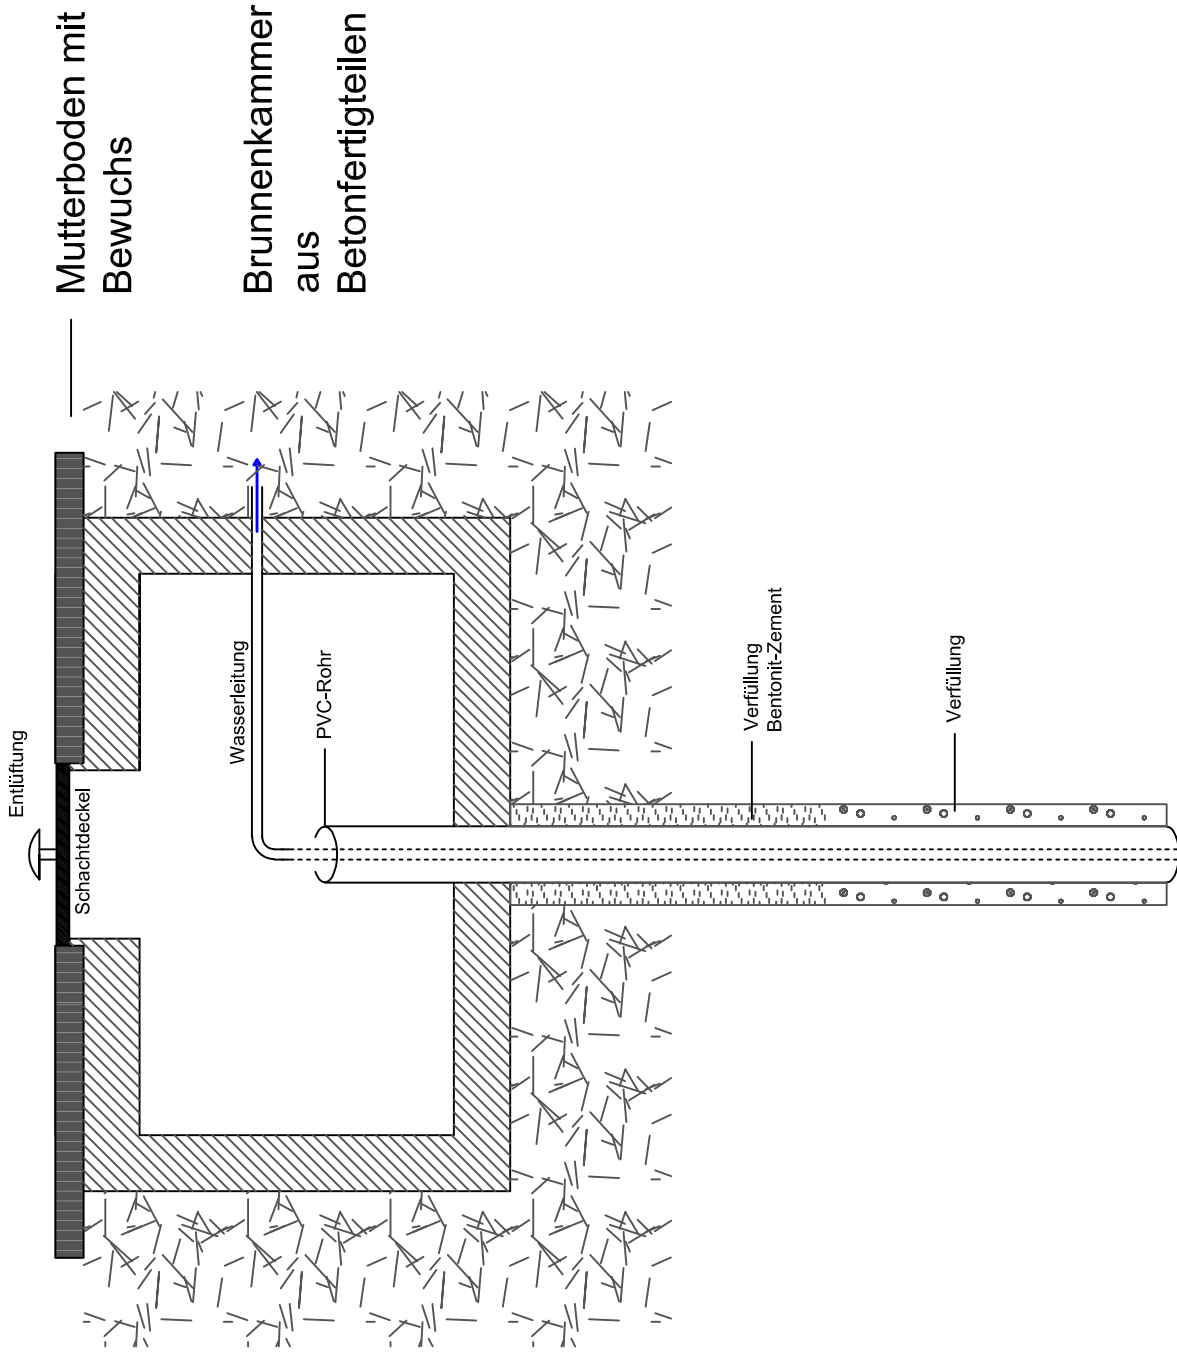 Mutterboden mit
Bewuchs
Brunnenkammer
aus
Betonfertigteilen
Entlüftung
Schachtdeckel
Wasserleitung
PVC-Rohr
Verfüllung
Bentonit-Zement
Verfüllung